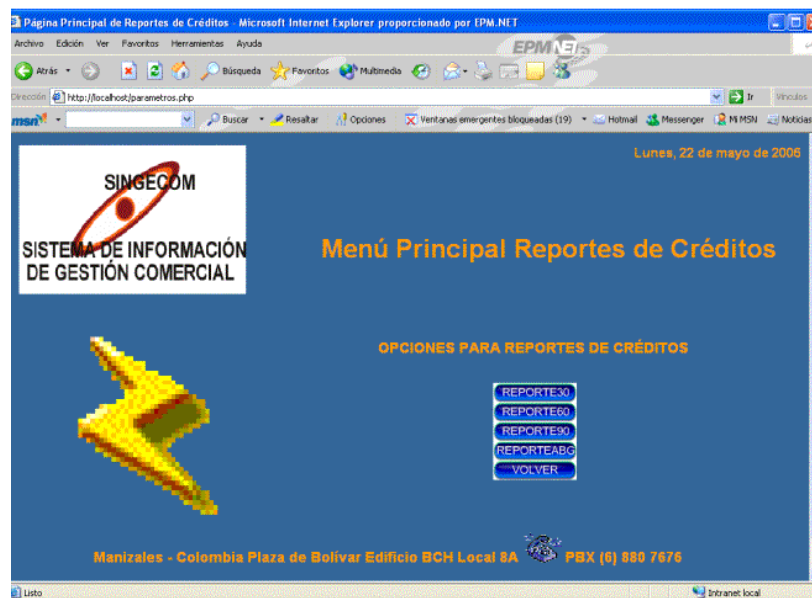 Página Principal de Reportes de Créditos - Microsoft Internet Explorer proporcionado por EPM.NET
Archivo Edición Ver Favoritos Herramientas Ayuda
EPM NET
Atrás Búsqueda Favoritos Multimedia
Dirección http://localhost/parametros.php Ir Vínculos
msn Buscar Resaltar Opciones Ventanas emergentes bloqueadas (19) Hotmail Messenger Mi MSN Noticias
Lunes, 22 de mayo de 2006
SINGECOM
SISTEMA DE INFORMACIÓN
DE GESTIÓN COMERCIAL
Menú Principal Reportes de Créditos
OPCIONES PARA REPORTES DE CRÉDITOS
REPORTE30
REPORTE60
REPORTE90
REPORTEABG
VOLVER
Manizales - Colombia Plaza de Bolívar Edificio BCH Local 8A PBX (6) 880 7676
Listo Intranet local